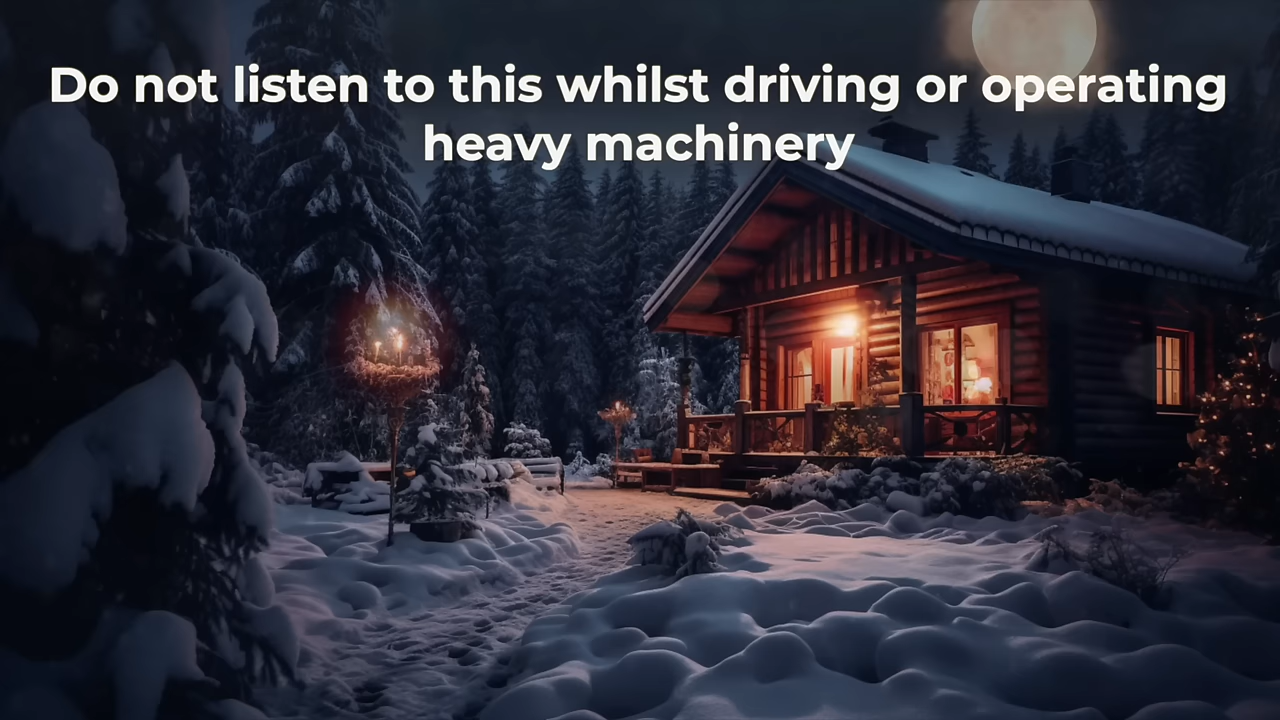 Do not listen to this whilst driving or operating
heavy machinery